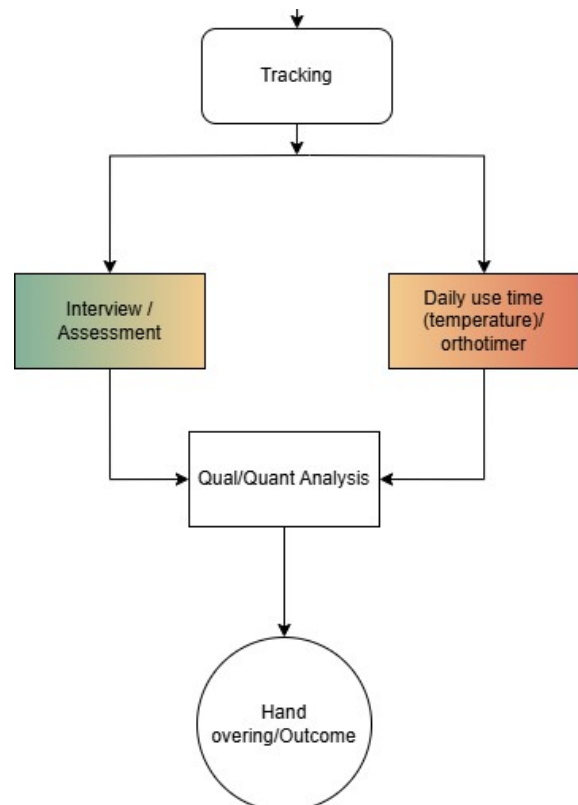 Tracking
Interview /
Assessment
Daily use time
(temperature)/
orthotimer
Qual/Quant Analysis
Hand
overing/Outcome